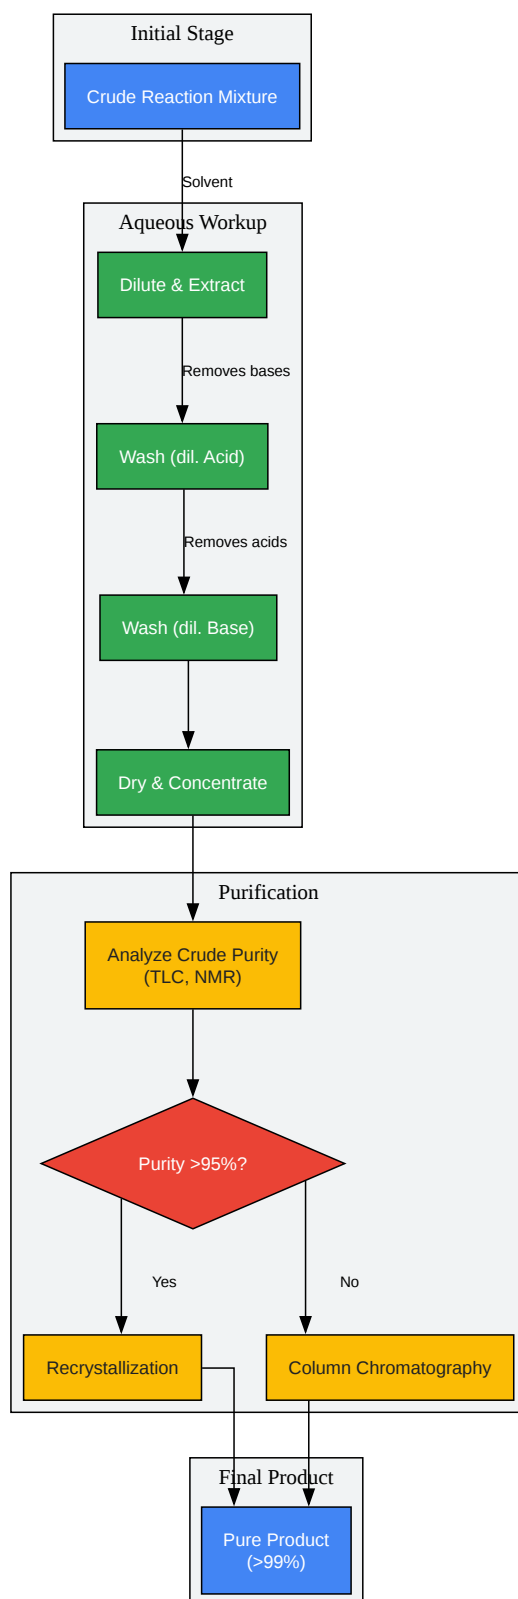 Initial Stage
Crude Reaction Mixture
Solvent
Aqueous Workup
Dilute & Extract
Removes bases
Wash (dil. Acid)
Removes acids
Wash (dil. Base)
Dry & Concentrate
Purification
Analyze Crude Purity
(TLC, NMR)
Purity >95%?
Yes
No
Recrystallization
Column Chromatography
Final Product
Pure Product
(>99%)